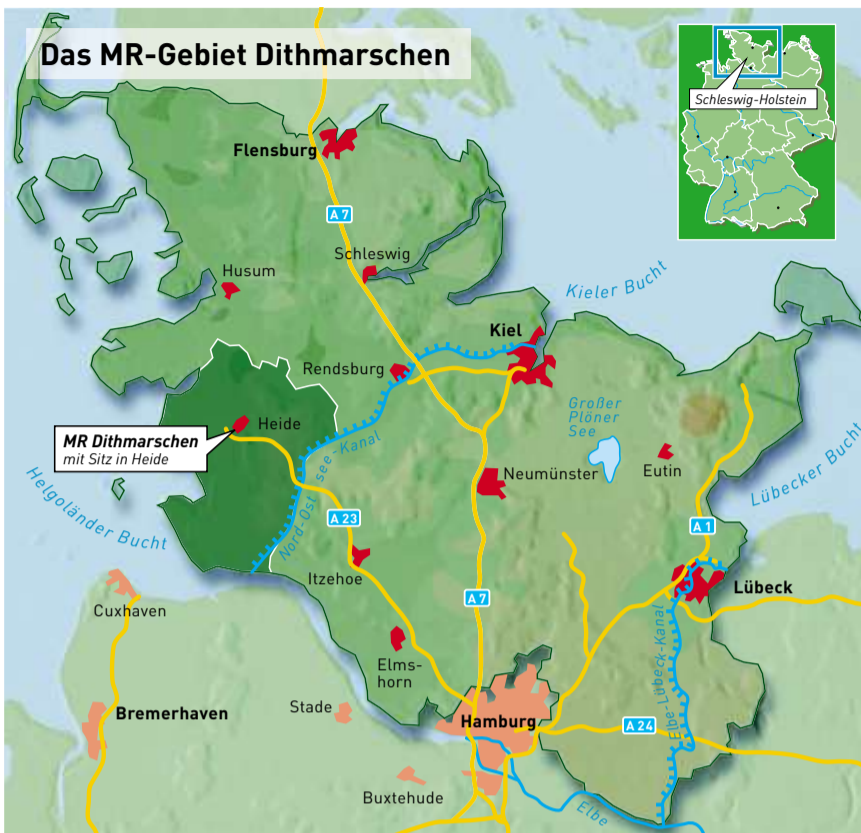 Das MR-Gebiet Dithmarschen
Schleswig-Holstein
Flensburg
A 7
Schleswig
Husum
Kieler Bucht
Kiel
Rendsburg
Großer
Plöner
See
Heide
MR Dithmarschen
mit Sitz in Heide
Nord-Ost see-Kanal
Neumünster
Eutin
Lübecker Bucht
Helgoländer Bucht
A 23
A 1
Itzehoe
Lübeck
A 7
Cuxhaven
Elbe-Lübeck-Kanal
Elms-
horn
Stade
Bremerhaven
Hamburg
A 24
Buxtehude
Elbe